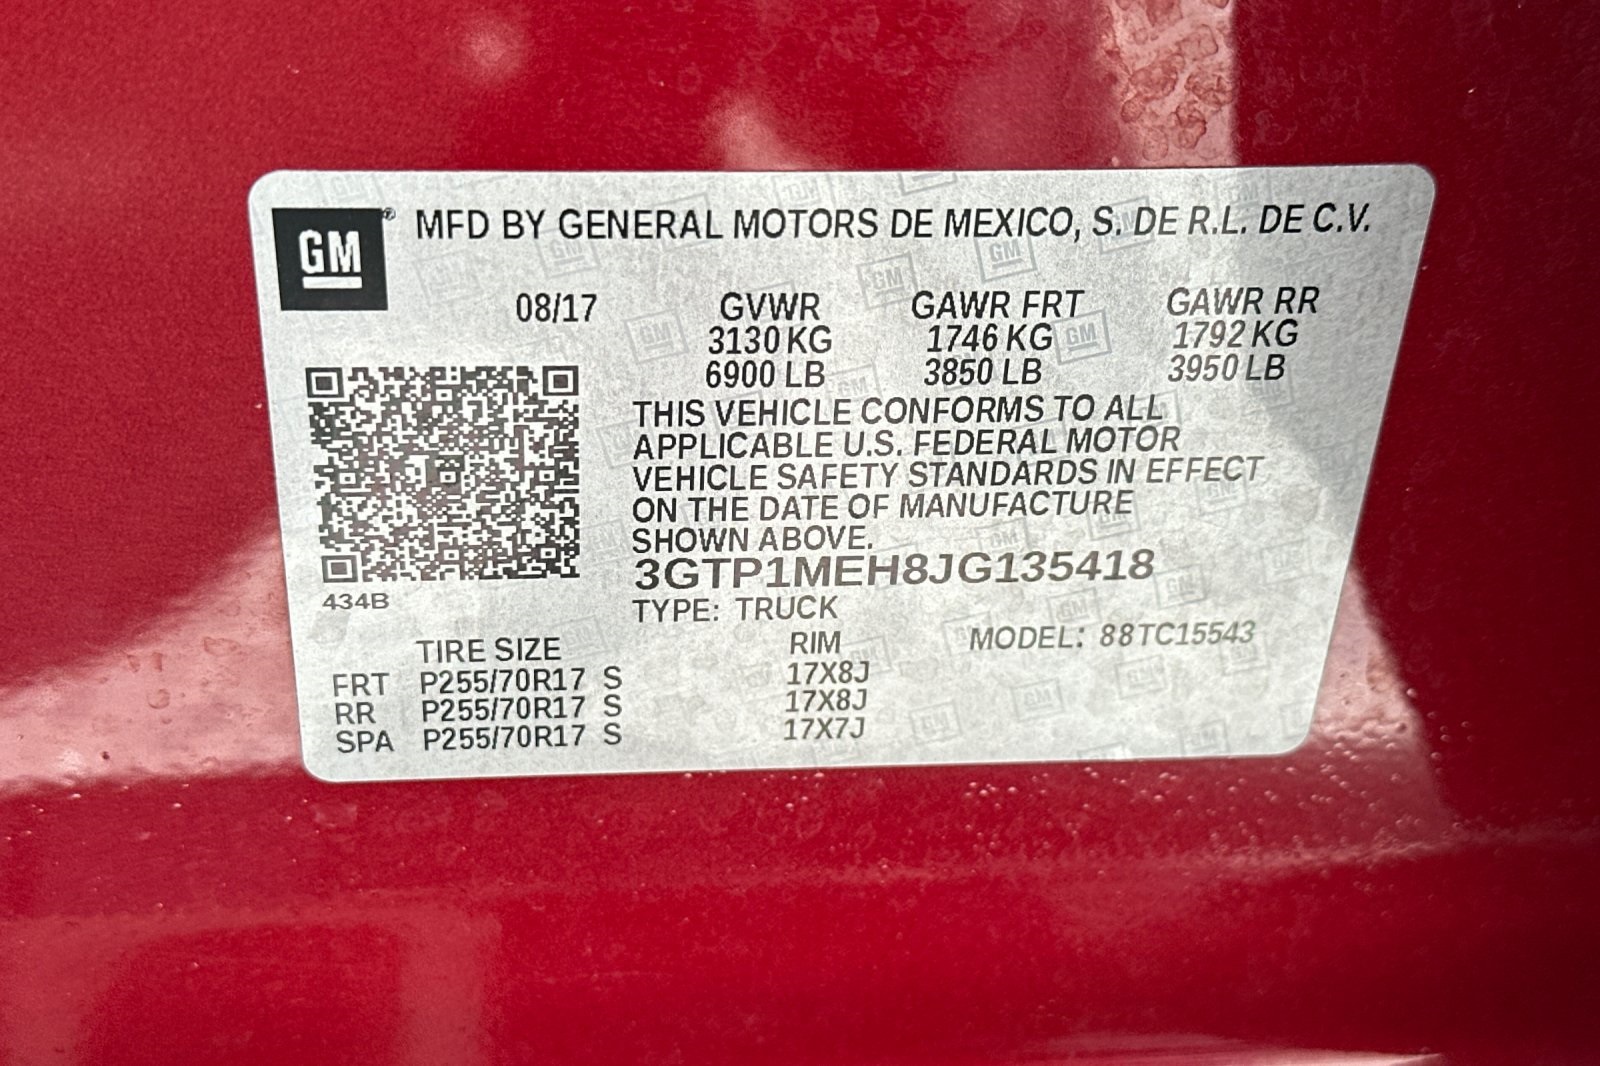 GM® MFD BY GENERAL MOTORS DE MEXICO, S. DE R.L. DE C.V.
08/17 GVWR GAWR FRT GAWR RR
3130 KG 1746 KG 1792 KG
6900 LB 3850 LB 3950 LB
THIS VEHICLE CONFORMS TO ALL
APPLICABLE U.S. FEDERAL MOTOR
VEHICLE SAFETY STANDARDS IN EFFECT
ON THE DATE OF MANUFACTURE
SHOWN ABOVE.
3GTP1MEH8JG135418
434B
TYPE: TRUCK
TIRE SIZE RIM MODEL: 88TC15543
FRT P255/70R17 S 17X8J
RR P255/70R17 S 17X8J
SPA P255/70R17 S 17X7J